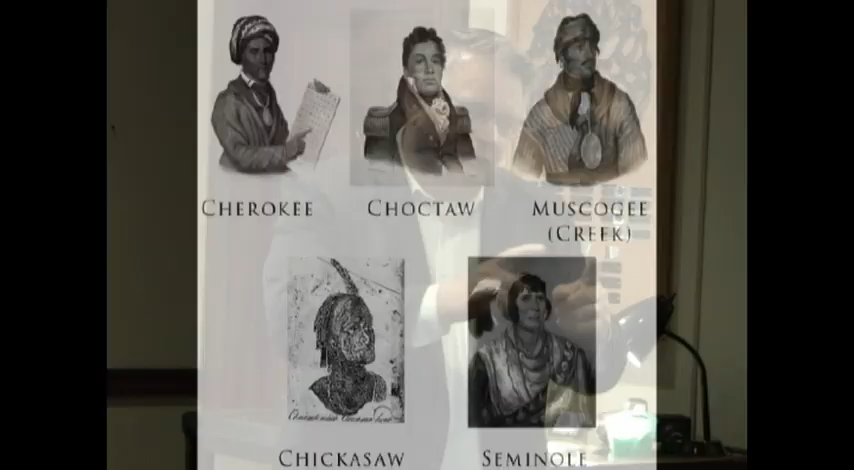 CHEROKEE
CHOCTAW
MUSCOGEE
(CREEK)
CHICKASAW
SEMINOLE